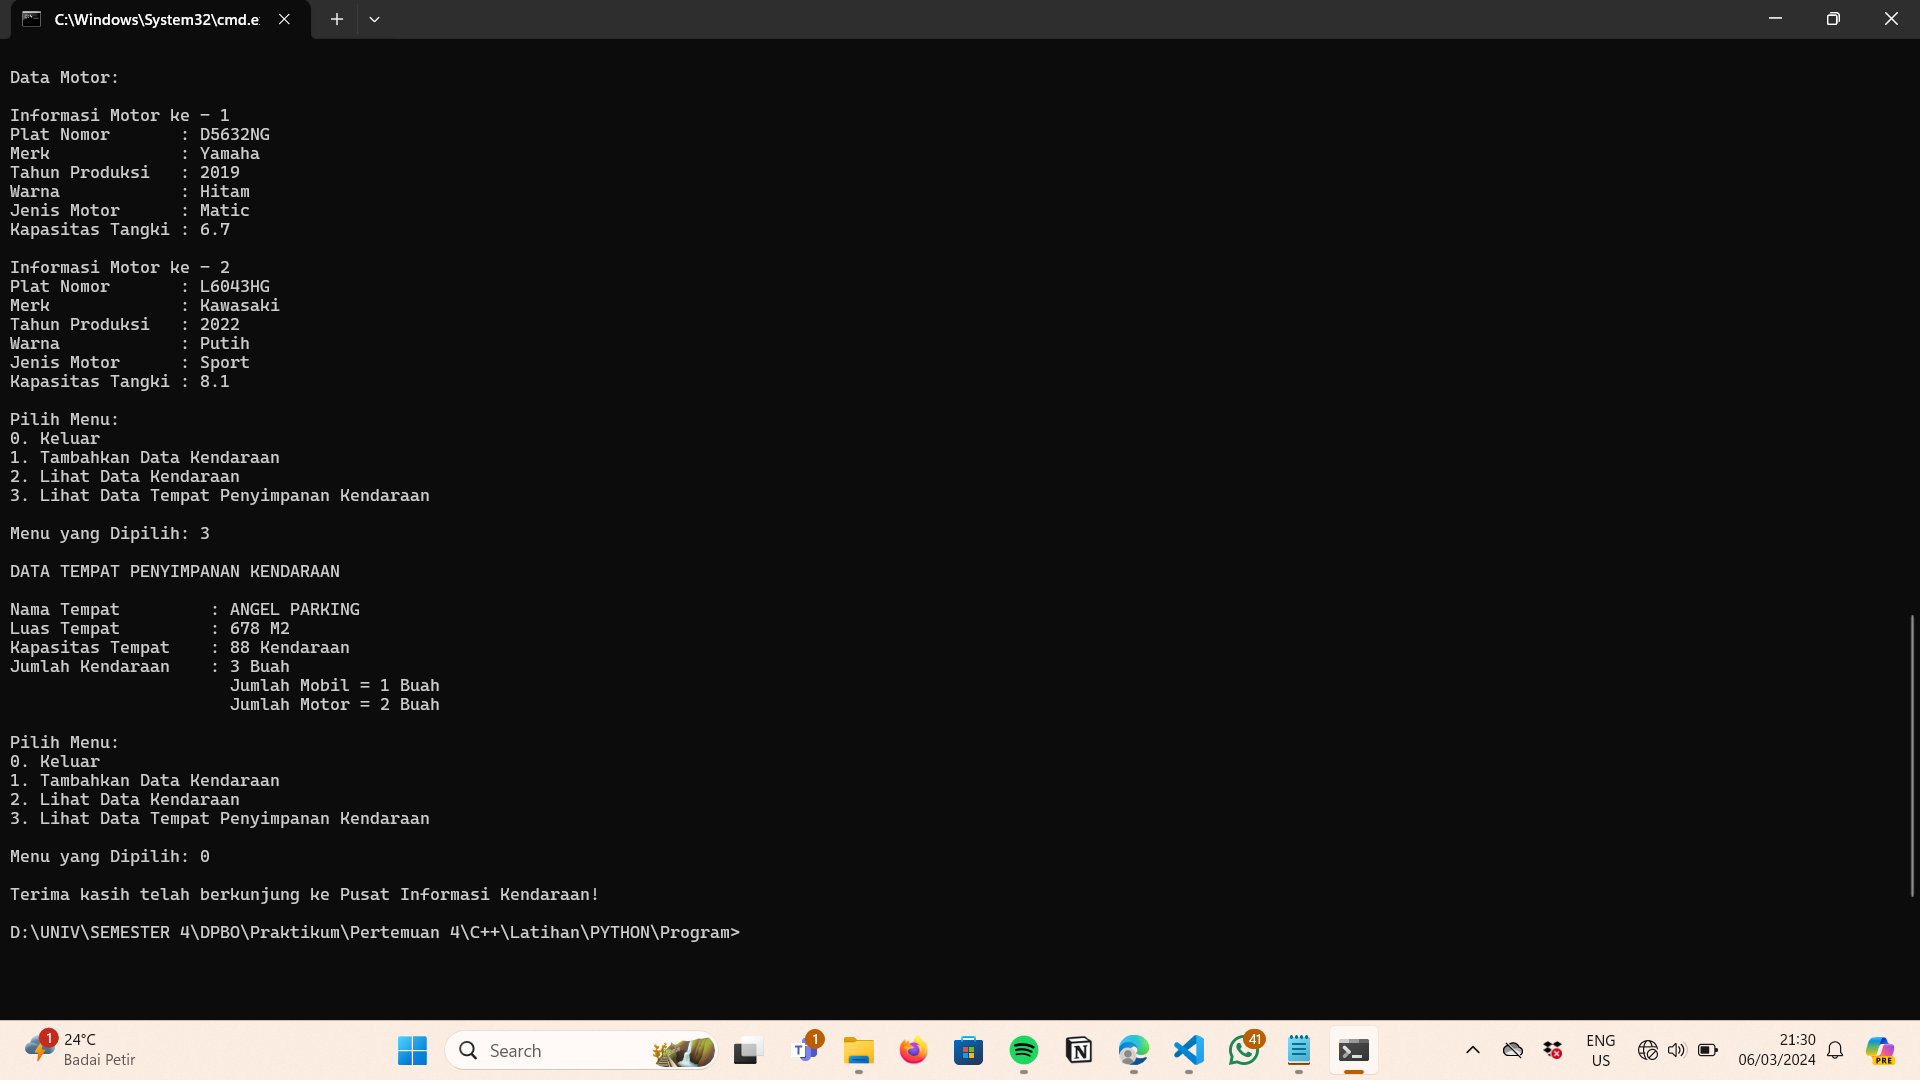 C:\Windows\System32\cmd.e
Data Motor:
Informasi Motor ke - 1
Plat Nomor       : D5632NG
Merk             : Yamaha
Tahun Produksi   : 2019
Warna            : Hitam
Jenis Motor      : Matic
Kapasitas Tangki : 6.7
Informasi Motor ke - 2
Plat Nomor       : L6043HG
Merk             : Kawasaki
Tahun Produksi   : 2022
Warna            : Putih
Jenis Motor      : Sport
Kapasitas Tangki : 8.1
Pilih Menu:
0. Keluar
1. Tambahkan Data Kendaraan
2. Lihat Data Kendaraan
3. Lihat Data Tempat Penyimpanan Kendaraan
Menu yang Dipilih: 3
DATA TEMPAT PENYIMPANAN KENDARAAN
Nama Tempat         : ANGEL PARKING
Luas Tempat         : 678 M2
Kapasitas Tempat    : 88 Kendaraan
Jumlah Kendaraan    : 3 Buah
Jumlah Mobil = 1 Buah
Jumlah Motor = 2 Buah
Pilih Menu:
0. Keluar
1. Tambahkan Data Kendaraan
2. Lihat Data Kendaraan
3. Lihat Data Tempat Penyimpanan Kendaraan
Menu yang Dipilih: 0
Terima kasih telah berkunjung ke Pusat Informasi Kendaraan!
D:\UNIV\SEMESTER 4\DPBO\Praktikum\Pertemuan 4\C++\Latihan\PYTHON\Program>
1
24°C
Badai Petir
Search
1
41
ENG
US
21:30
06/03/2024
PRE